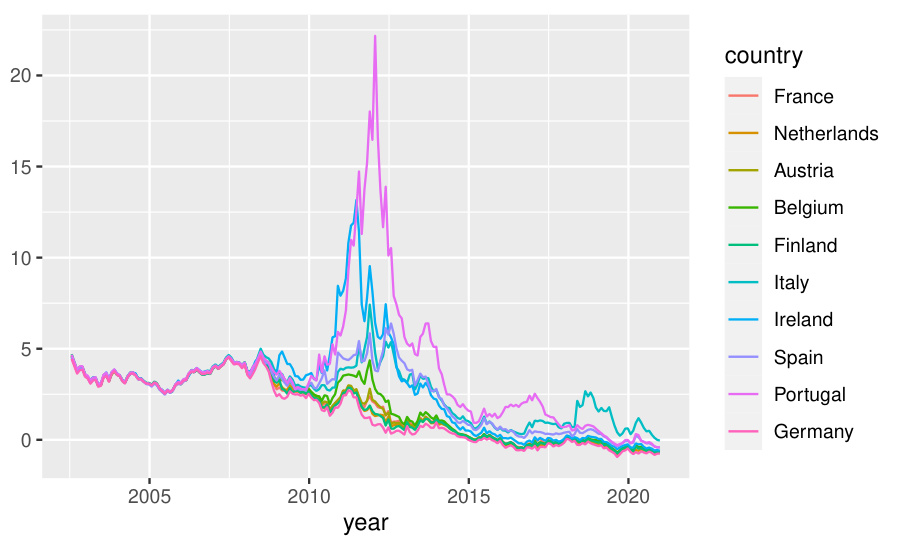 country
France
Netherlands
Austria
Belgium
Finland
Italy
Ireland
Spain
Portugal
Germany
20
15
10
5
0
2005 2010 2015 2020
year